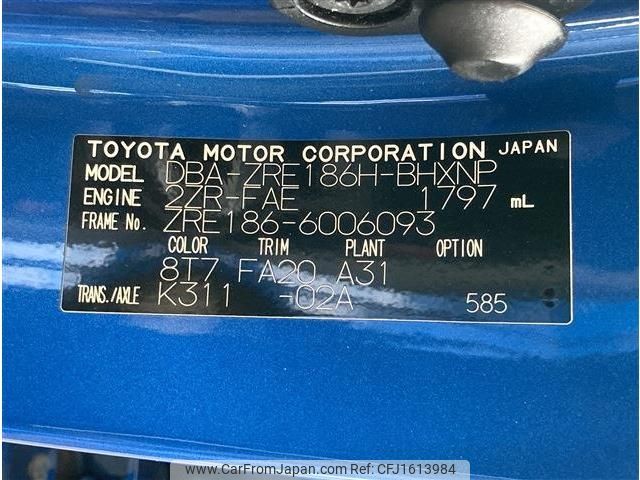 TOYOTA MOTOR CORPORATION JAPAN
MODEL DBA-ZRE186H-BHXNP
ENGINE 2ZR-FAE 1797 mL
FRAME No. ZRE186-6006093
COLOR TRIM PLANT OPTION
8T7 FA20 A31
TRANS./AXLE K311 -02A 585
www.CarFromJapan.com ID:CFJ1613984